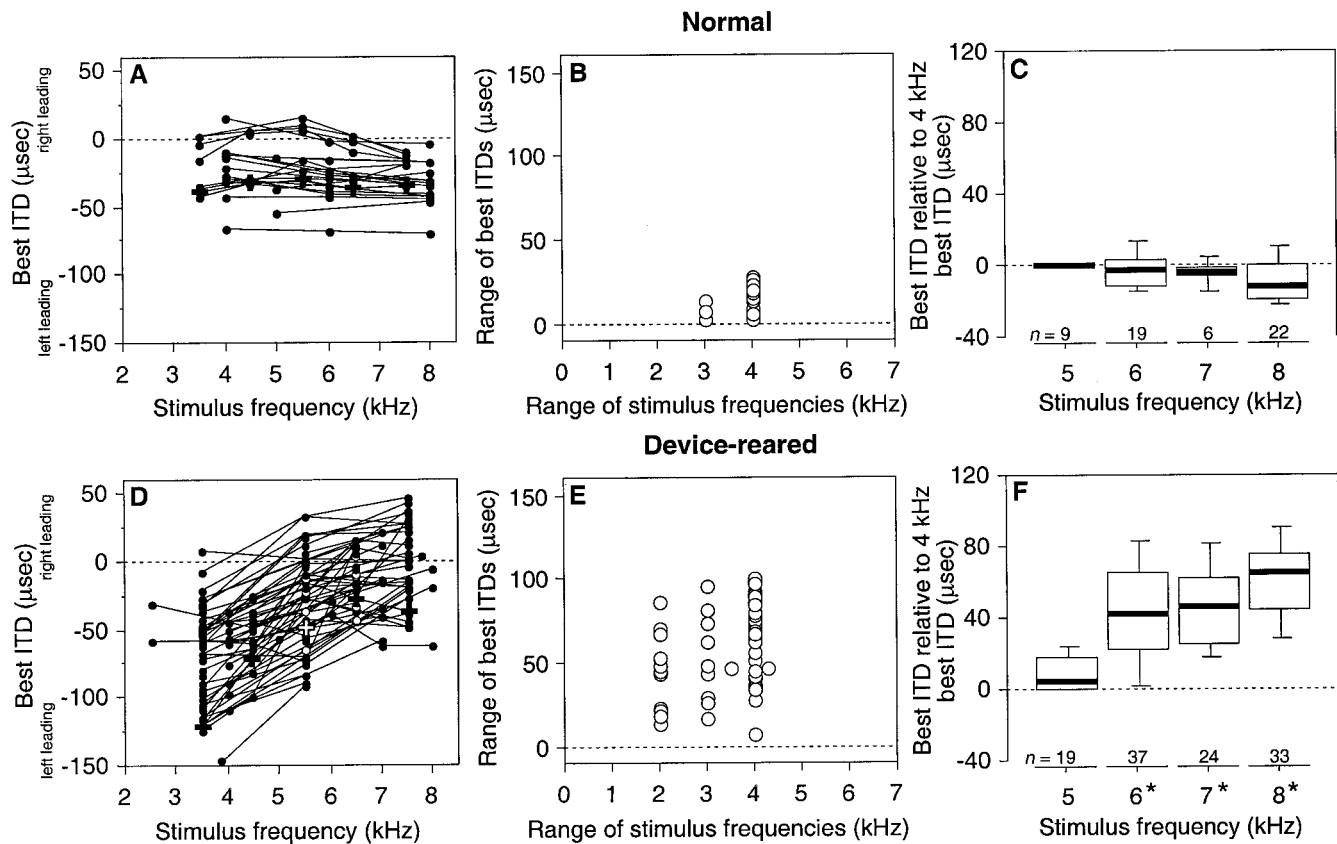 Normal
A
50
0
-50
-100
-150
Best ITD (µsec)
right leading
left leading
2 3 4 5 6 7 8
Stimulus frequency (kHz)
B
150
100
50
0
Range of best ITDs (µsec)
0 1 2 3 4 5 6 7
Range of stimulus frequencies (kHz)
C
120
80
40
0
-40
Best ITD relative to 4 kHz
best ITD (µsec)
n = 9 19 6 22
5 6 7 8
Stimulus frequency (kHz)
Device-reared
D
50
0
-50
-100
-150
Best ITD (µsec)
right leading
left leading
2 3 4 5 6 7 8
Stimulus frequency (kHz)
E
150
100
50
0
Range of best ITDs (µsec)
0 1 2 3 4 5 6 7
Range of stimulus frequencies (kHz)
F
120
80
40
0
-40
Best ITD relative to 4 kHz
best ITD (µsec)
n = 19 37 24 33
5 6* 7* 8*
Stimulus frequency (kHz)